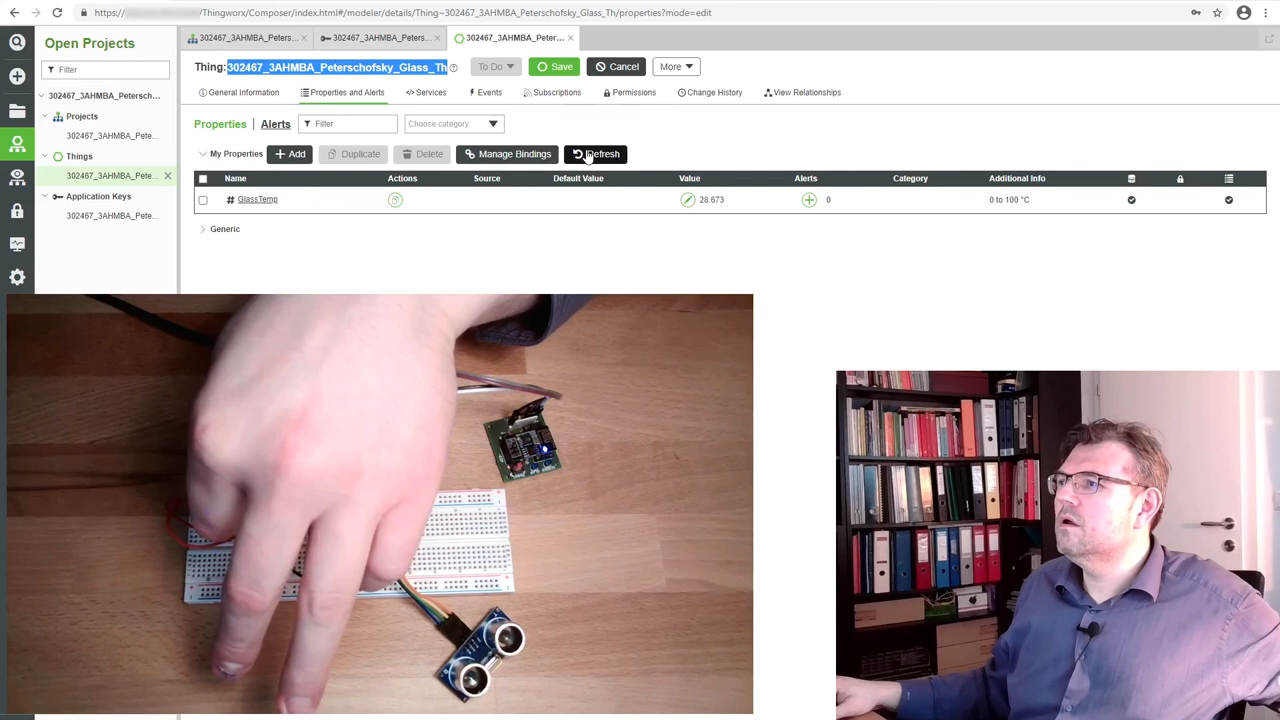 https:// /Thingworx/Composer/index.html#/modeler/details/Thing~302467_3AHMBA_Peterschofsky_Glass_Th/properties?mode=edit
Open Projects
302467_3AHMBA_Peters...
302467_3AHMBA_Peters...
302467_3AHMBA_Peter...
Filter
Thing: 302467_3AHMBA_Peterschofsky_Glass_Th
To Do
Save
Cancel
More
General Information
Properties and Alerts
Services
Events
Subscriptions
Permissions
Change History
View Relationships
302467_3AHMBA_Petersch...
Projects
302467_3AHMBA_Pete...
Things
302467_3AHMBA_Pete...
Application Keys
302467_3AHMBA_Pete...
Properties | Alerts
Filter
Choose category
My Properties
Add
Duplicate
Delete
Manage Bindings
Refresh
Name Actions Source Default Value Value Alerts Category Additional Info
# GlassTemp 28.673 0 0 to 100 °C
Generic